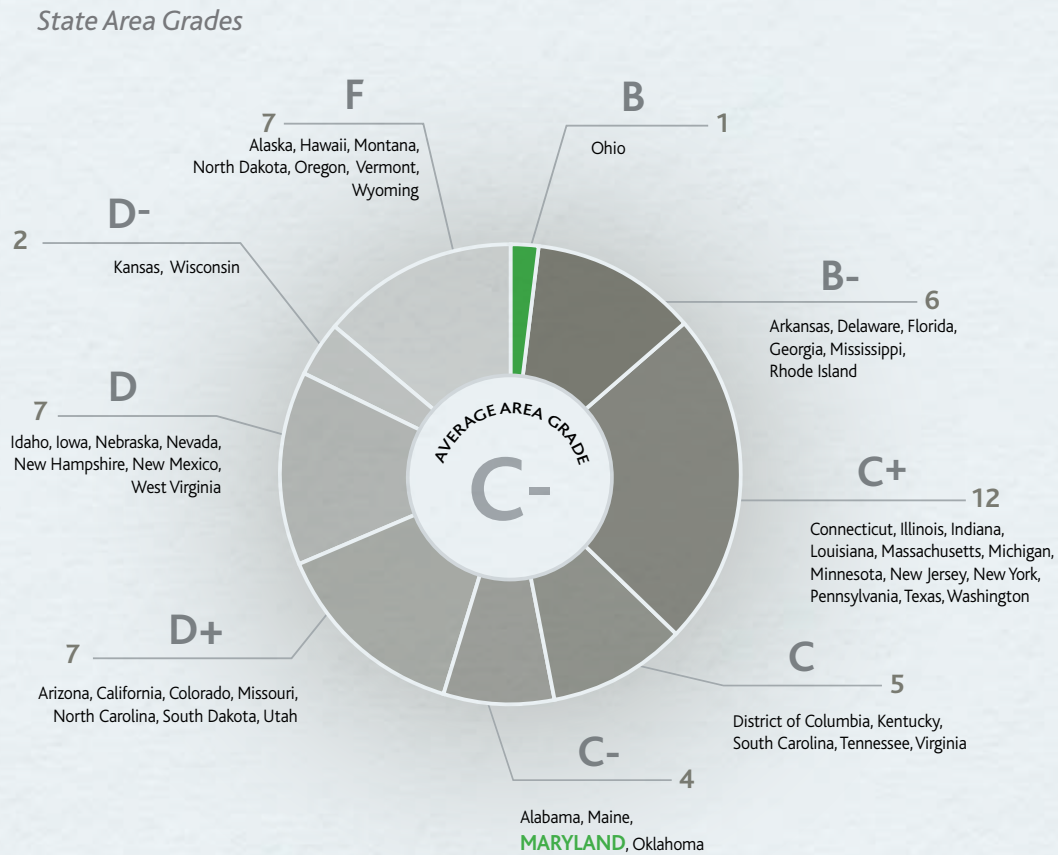 State Area Grades
F
7
Alaska, Hawaii, Montana,
North Dakota, Oregon, Vermont,
Wyoming
B
1
Ohio
D-
2
Kansas, Wisconsin
B-
6
Arkansas, Delaware, Florida,
Georgia, Mississippi,
Rhode Island
D
7
Idaho, Iowa, Nebraska, Nevada,
New Hampshire, New Mexico,
West Virginia
AVERAGE AREA GRADE
C-
C+
12
Connecticut, Illinois, Indiana,
Louisiana, Massachusetts, Michigan,
Minnesota, New Jersey, New York,
Pennsylvania, Texas, Washington
D+
7
Arizona, California, Colorado, Missouri,
North Carolina, South Dakota, Utah
C
5
District of Columbia, Kentucky,
South Carolina, Tennessee, Virginia
C-
4
Alabama, Maine,
MARYLAND, Oklahoma